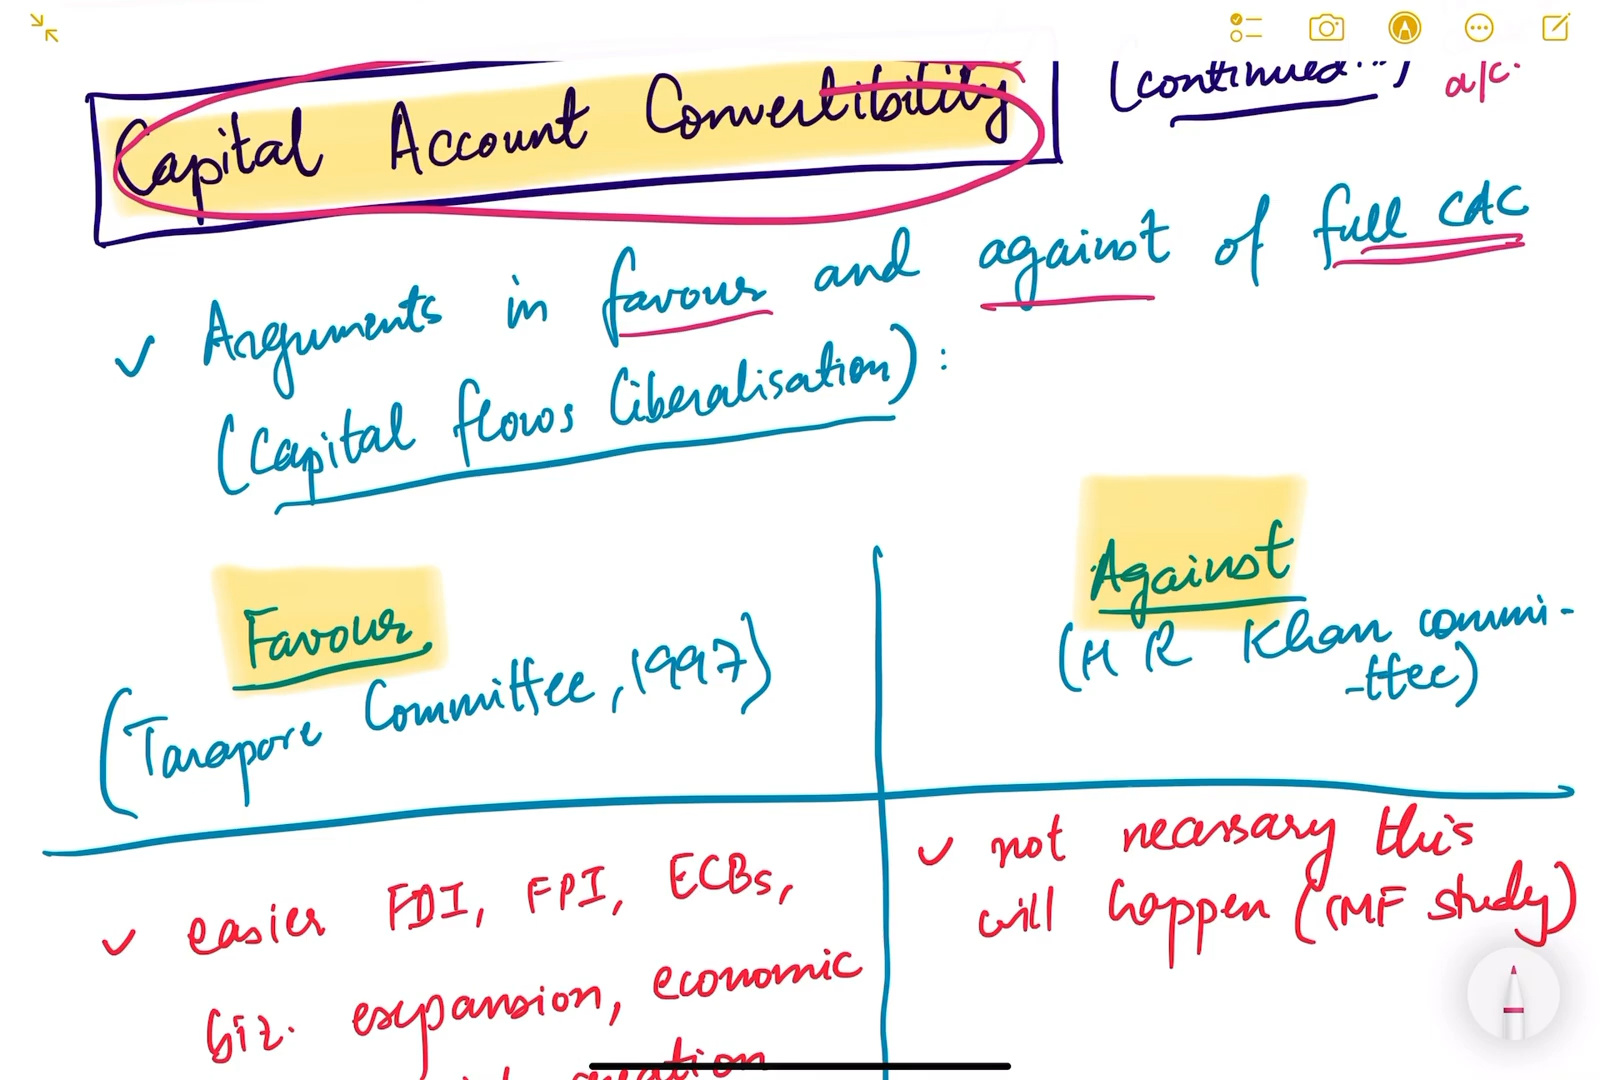 Capital Account Convertibility (continued...) a/c.
✓ Arguments in favour and against of full CAC
(Capital flows liberalisation):
Favour
(Tarapore Committee, 1997)
Against
(H R Khan commi-
-ttee)
✓ easier FDI, FPI, ECBs,
biz. expansion, economic
✓ not necessary this
will happen (IMF study)